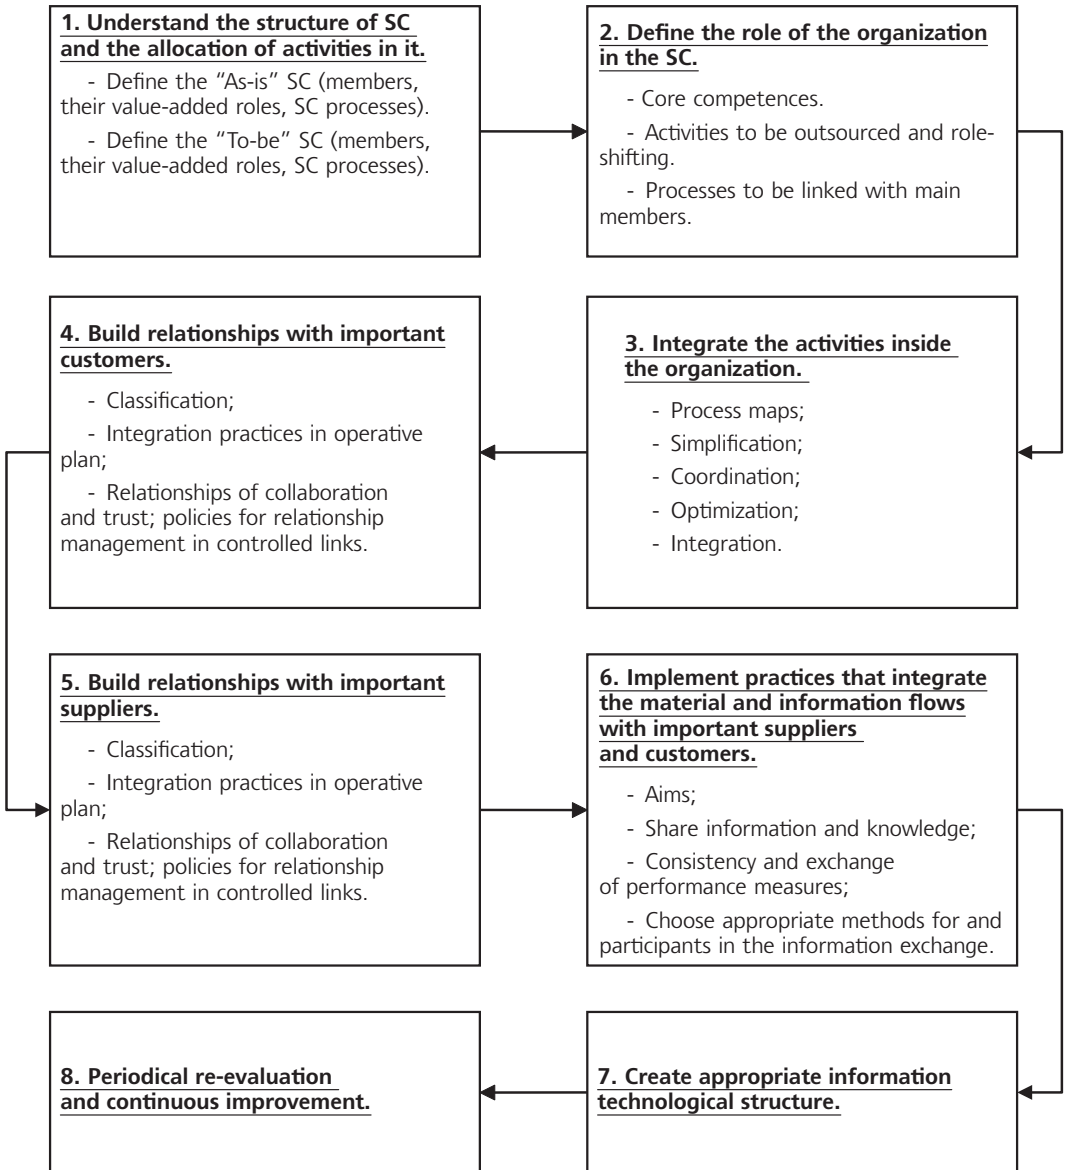 1. Understand the structure of SC
and the allocation of activities in it.
- Define the “As-is” SC (members,
their value-added roles, SC processes).
- Define the “To-be” SC (members,
their value-added roles, SC processes).
2. Define the role of the organization
in the SC.
- Core competences.
- Activities to be outsourced and role-
shifting.
- Processes to be linked with main
members.
3. Integrate the activities inside
the organization.
- Process maps;
- Simplification;
- Coordination;
- Optimization;
- Integration.
4. Build relationships with important
customers.
- Classification;
- Integration practices in operative
plan;
- Relationships of collaboration
and trust; policies for relationship
management in controlled links.
5. Build relationships with important
suppliers.
- Classification;
- Integration practices in operative
plan;
- Relationships of collaboration
and trust; policies for relationship
management in controlled links.
6. Implement practices that integrate
the material and information flows
with important suppliers
and customers.
- Aims;
- Share information and knowledge;
- Consistency and exchange
of performance measures;
- Choose appropriate methods for and
participants in the information exchange.
7. Create appropriate information
technological structure.
8. Periodical re-evaluation
and continuous improvement.